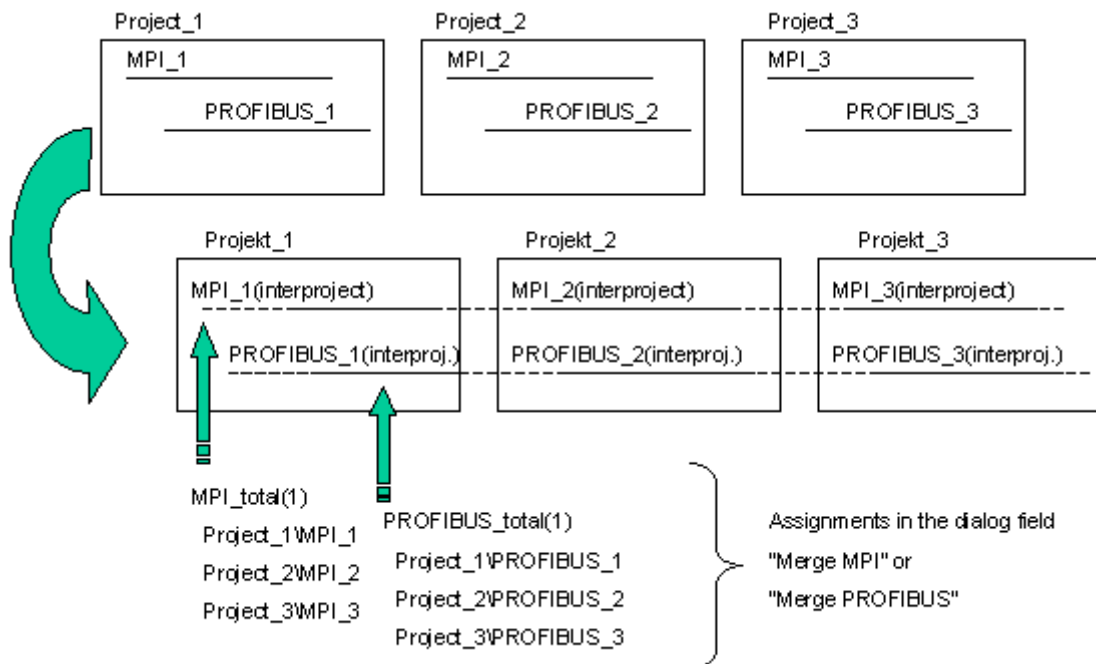 Project_1
Project_2
Project_3
MPI_1
MPI_2
MPI_3
PROFIBUS_1
PROFIBUS_2
PROFIBUS_3
Projekt_1
Projekt_2
Projekt_3
MPI_1(interproject)
MPI_2(interproject)
MPI_3(interproject)
PROFIBUS_1(interproj.)
PROFIBUS_2(interproj.)
PROFIBUS_3(interproj.)
MPI_total(1)
Project_1\MPI_1
Project_2\MPI_2
Project_3\MPI_3
PROFIBUS_total(1)
Project_1\PROFIBUS_1
Project_2\PROFIBUS_2
Project_3\PROFIBUS_3
Assignments in the dialog field
"Merge MPI" or
"Merge PROFIBUS"